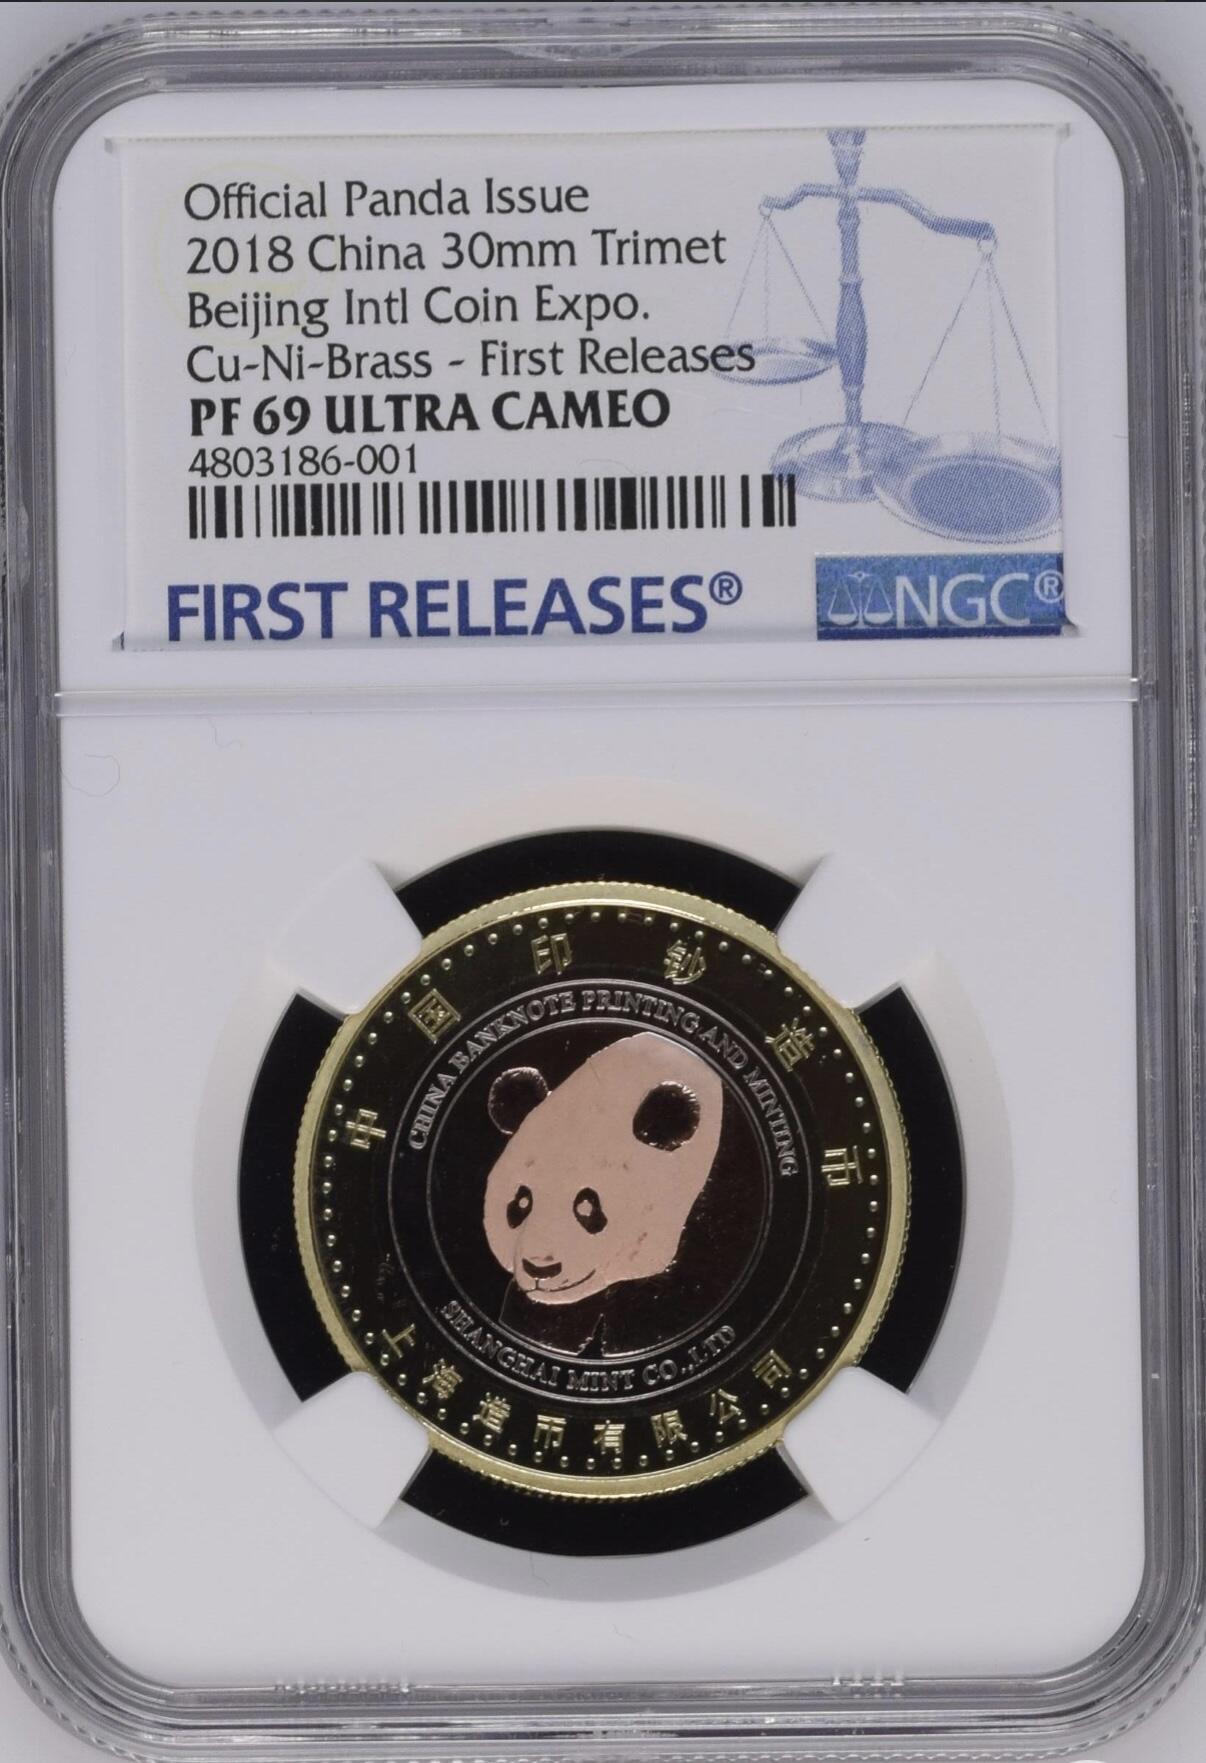 Official Panda Issue
2018 China 30mm Trimet
Beijing Intl Coin Expo.
Cu-Ni-Brass - First Releases
PF 69 ULTRA CAMEO
4803186-001
FIRST RELEASES®
NGC®
中国印钞造币
CHINA BANKNOTE PRINTING AND MINTING
SHANGHAI MINT CO.,LTD
上海造币有限公司